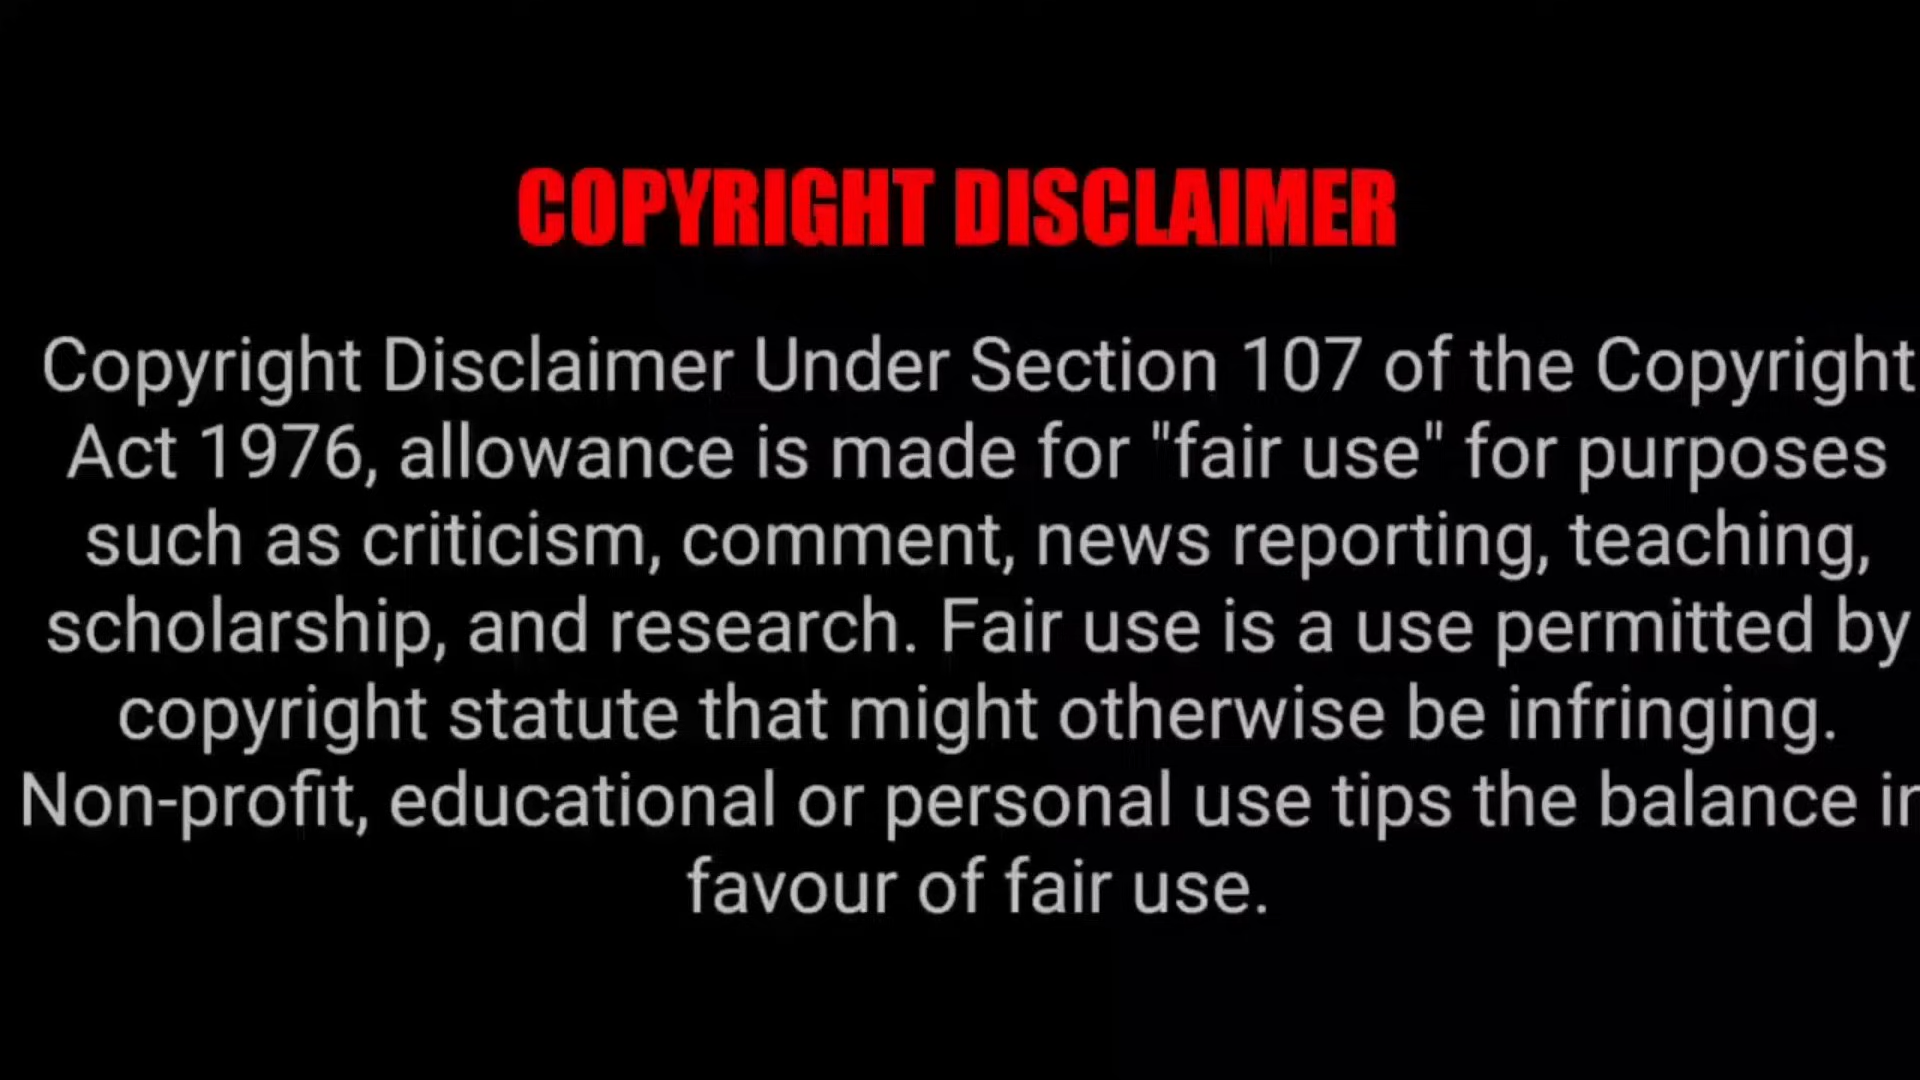 COPYRIGHT DISCLAIMER
Copyright Disclaimer Under Section 107 of the Copyright
Act 1976, allowance is made for "fair use" for purposes
such as criticism, comment, news reporting, teaching,
scholarship, and research. Fair use is a use permitted by
copyright statute that might otherwise be infringing.
Non-profit, educational or personal use tips the balance in
favour of fair use.